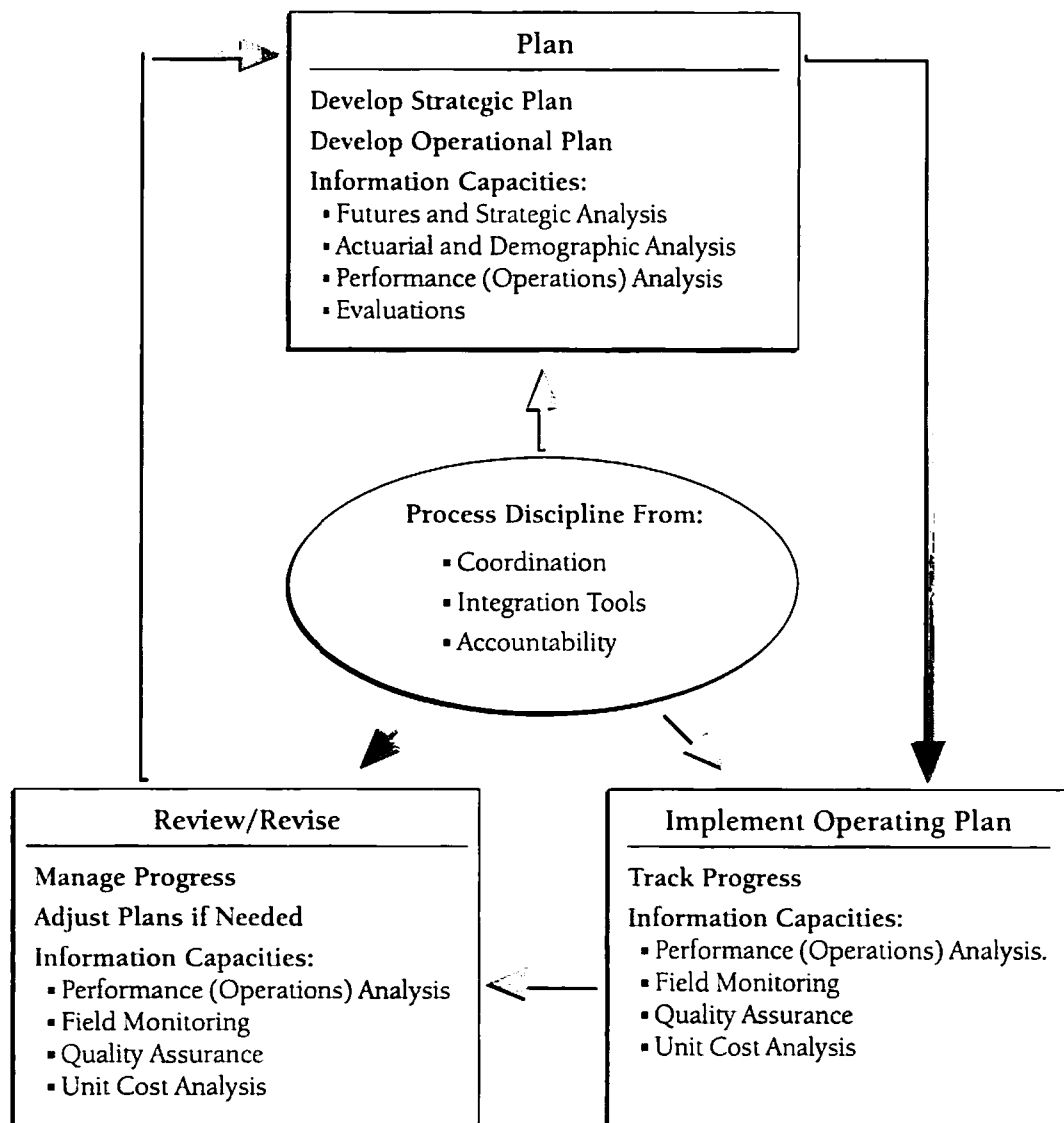 Plan
Develop Strategic Plan
Develop Operational Plan
Information Capacities:
▪ Futures and Strategic Analysis
▪ Actuarial and Demographic Analysis
▪ Performance (Operations) Analysis
▪ Evaluations
Process Discipline From:
▪ Coordination
▪ Integration Tools
▪ Accountability
Review/Revise
Manage Progress
Adjust Plans if Needed
Information Capacities:
▪ Performance (Operations) Analysis
▪ Field Monitoring
▪ Quality Assurance
▪ Unit Cost Analysis
Implement Operating Plan
Track Progress
Information Capacities:
▪ Performance (Operations) Analysis.
▪ Field Monitoring
▪ Quality Assurance
▪ Unit Cost Analysis